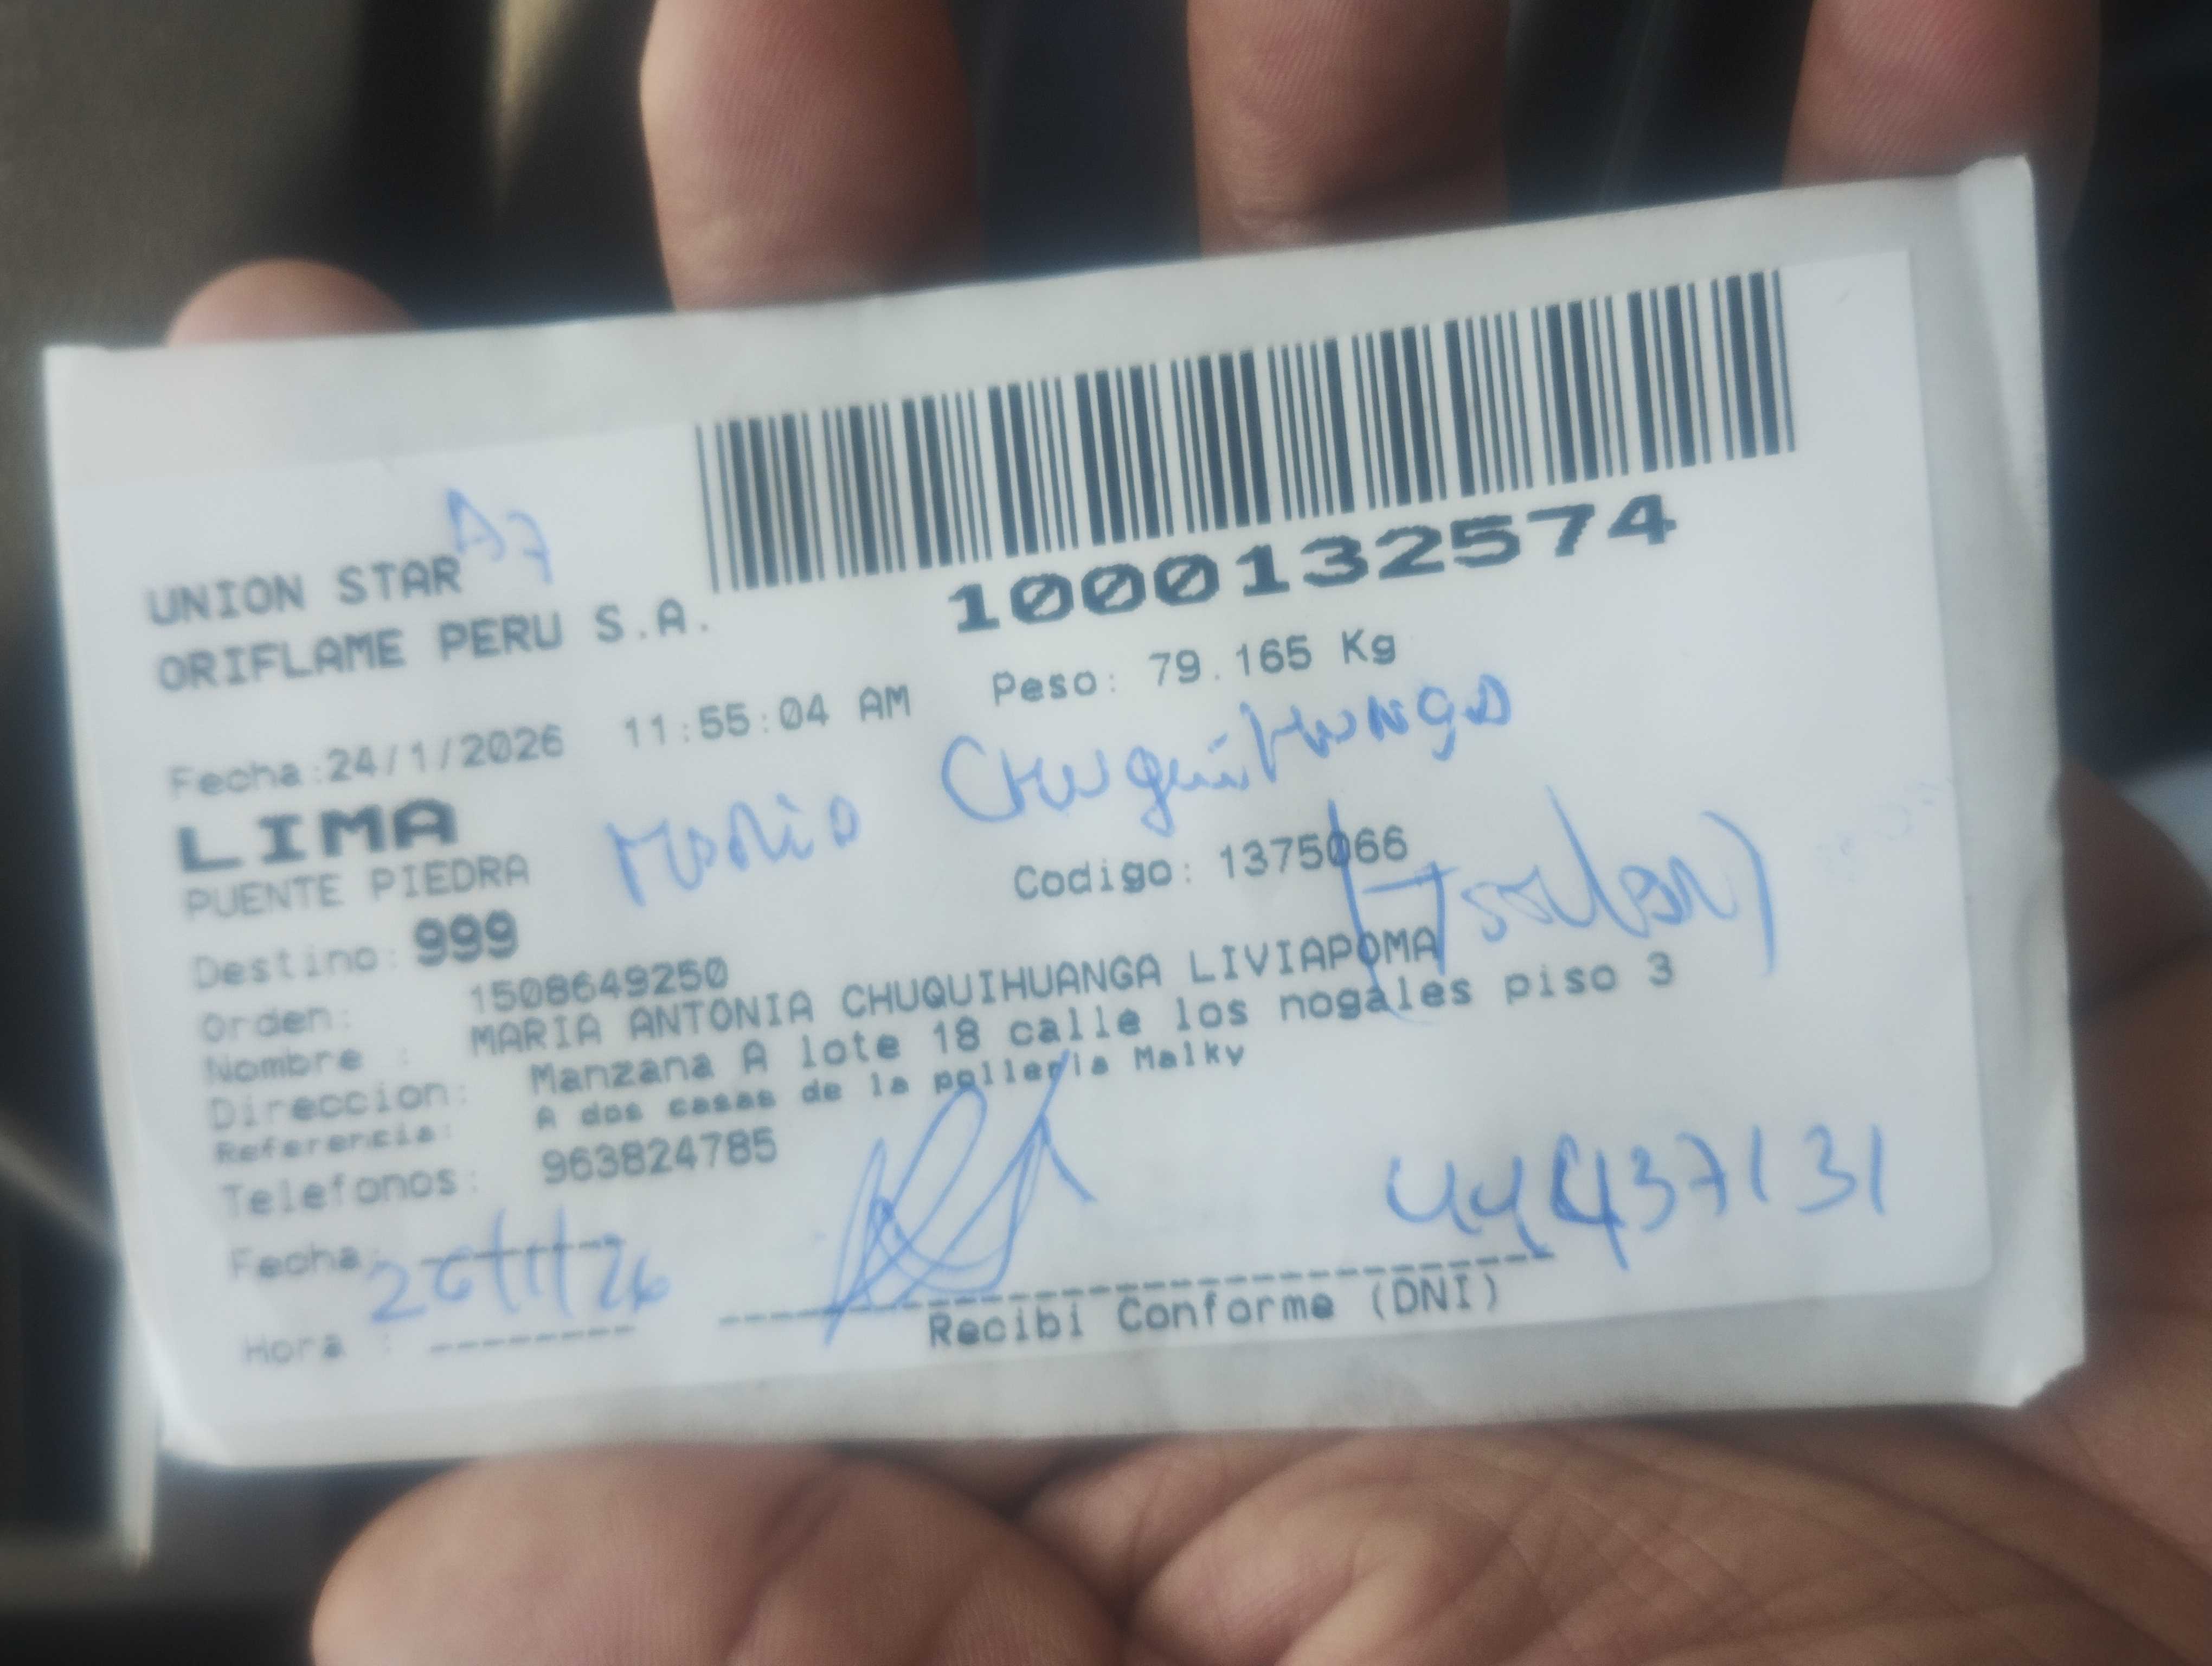 A7
UNION STAR
ORIFLAME PERU S.A.
1000132574
Fecha:24/1/2026 11:55:04 AM Peso: 79.165 Kg
LIMA
Maria Chuquihuanga
PUENTE PIEDRA
Codigo: 1375066
(Titular)
Destino: 999
Orden: 1508649250
Nombre : MARIA ANTONIA CHUQUIHUANGA LIVIAPOMA
Direccion: Manzana A lote 18 calle los nogales piso 3
Referencia: A dos casas de la polleria Malky
Telefonos: 963824785
Fecha: 26/1/26
Hora :
Recibi Conforme (DNI)